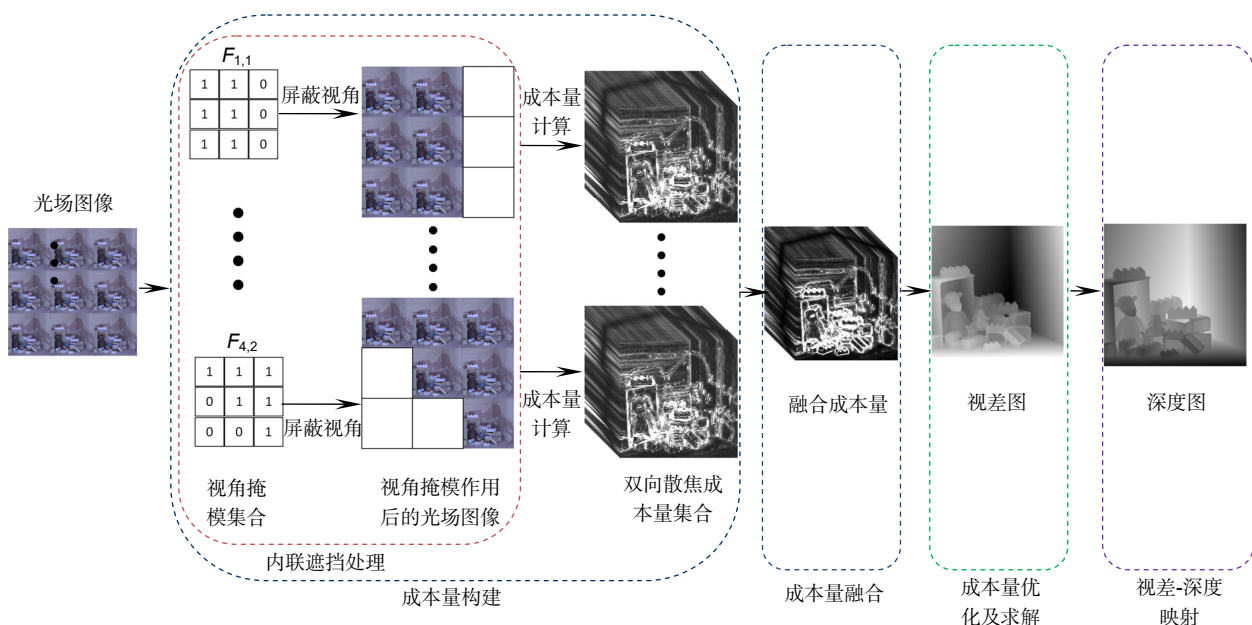 光场图像
F1,1
1 1 0
1 1 0
1 1 0
屏蔽视角
成本量
计算
F4,2
1 1 1
0 1 1
0 0 1
屏蔽视角
成本量
计算
视角掩
模集合
视角掩模作用
后的光场图像
双向散焦成
本量集合
内联遮挡处理
成本量构建
融合成本量
成本量融合
视差图
成本量优
化及求解
深度图
视差-深度
映射